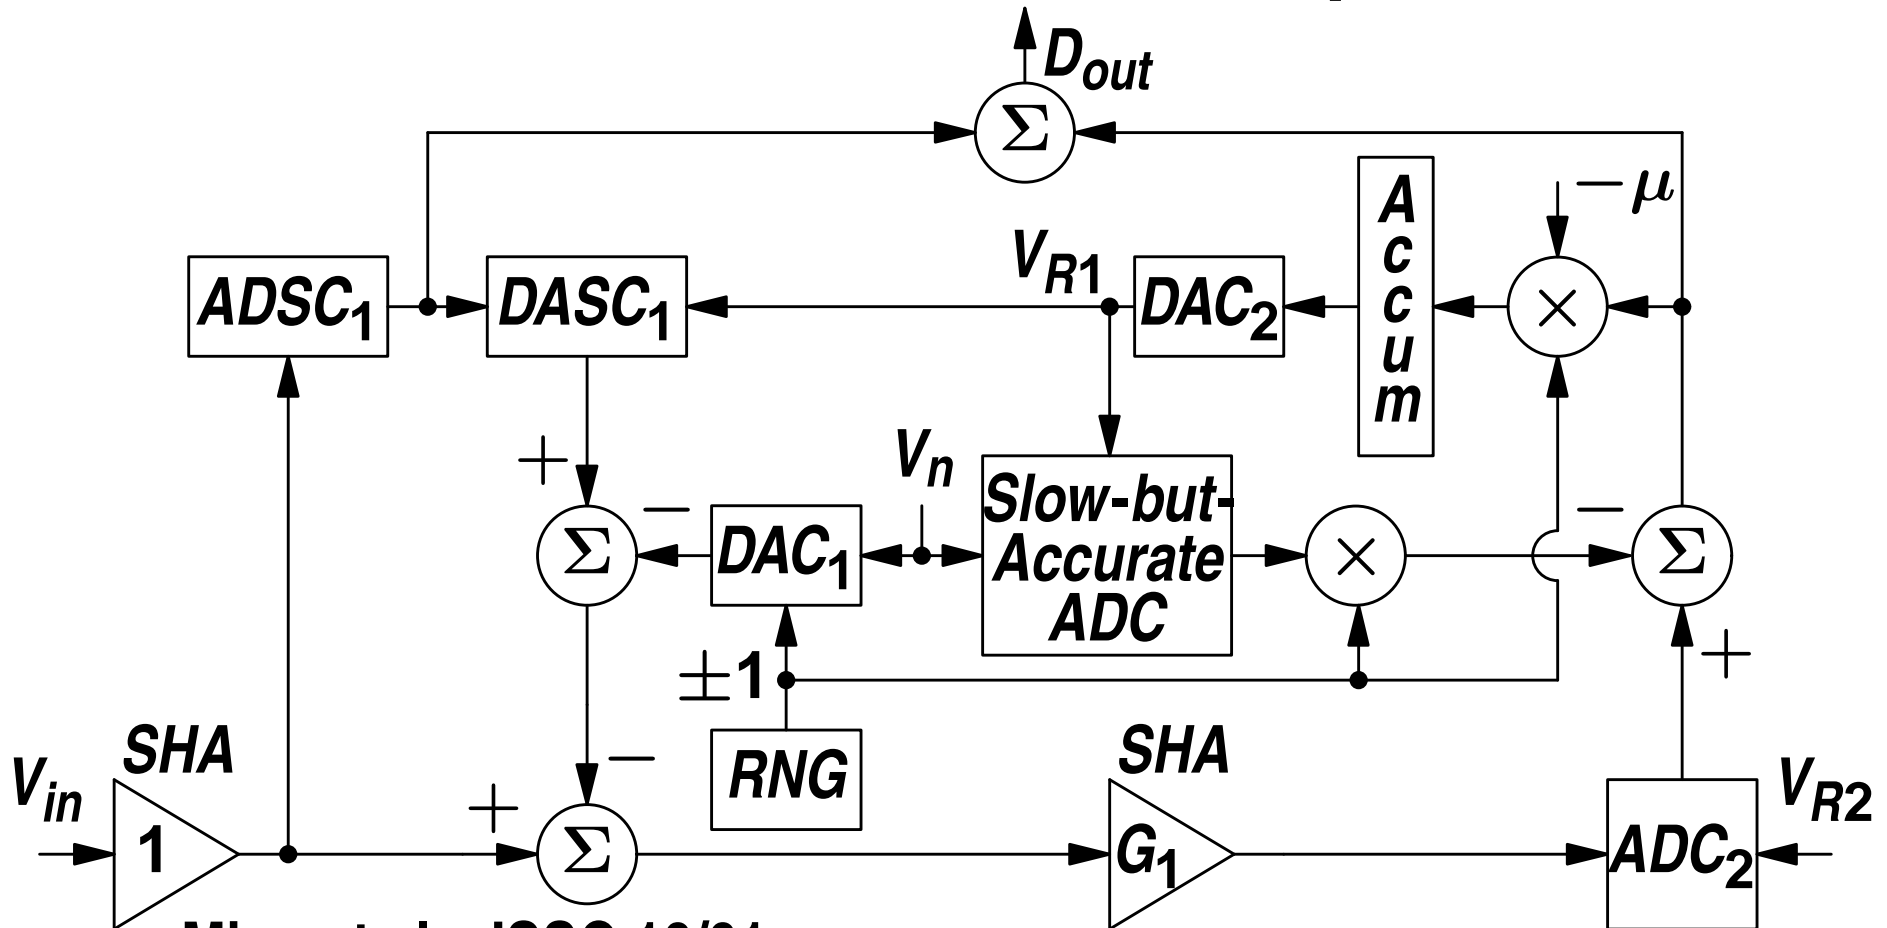 D_out
Σ
−μ
A
c
c
u
m
V_R1
ADSC_1
DASC_1
DAC_2
×
+
−
V_n
Σ
DAC_1
Slow-but-
Accurate
ADC
×
−
Σ
±1
+
RNG
SHA
−
SHA
V_in
1
+
Σ
G_1
ADC_2
V_R2